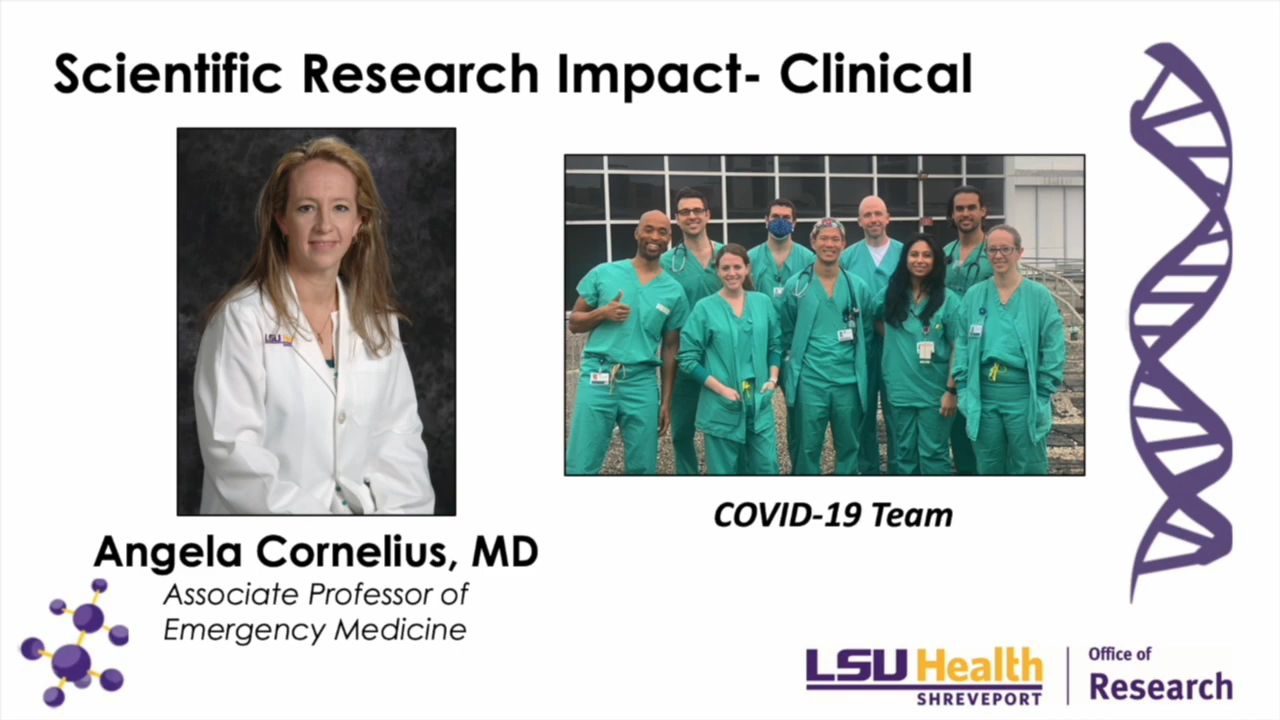 Scientific Research Impact- Clinical
LSU
COVID-19 Team
Angela Cornelius, MD
Associate Professor of
Emergency Medicine
LSU Health
SHREVEPORT
Office of
Research